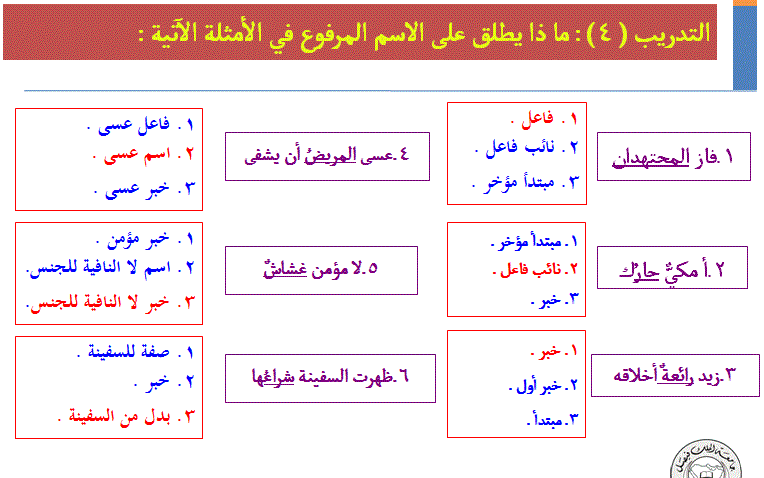 التدريب ( ٤ ) : ما ذا يطلق على الاسم المرفوع في الأمثلة الآتية :
١.فاز المجتهدان
١. فاعل .
٢. نائب فاعل .
٣. مبتدأ مؤخر .
٤.عسى المريضُ أن يشفى
١. فاعل عسى .
٢. اسم عسى .
٣. خبر عسى .
٢.أ مكيٌّ جارُك
١. مبتدأ مؤخر .
٢. نائب فاعل .
٣. خبر .
٥.لا مؤمن غشاشٌ
١. خبر مؤمن .
٢. اسم لا النافية للجنس.
٣. خبر لا النافية للجنس.
٣.زيد رائعةٌ أخلاقه
١. خبر .
٢. خبر أول .
٣. مبتدأ .
٦.ظهرت السفينة شراعُها
١. صفة للسفينة .
٢. خبر .
٣. بدل من السفينة .
جامعة الملك فيصل